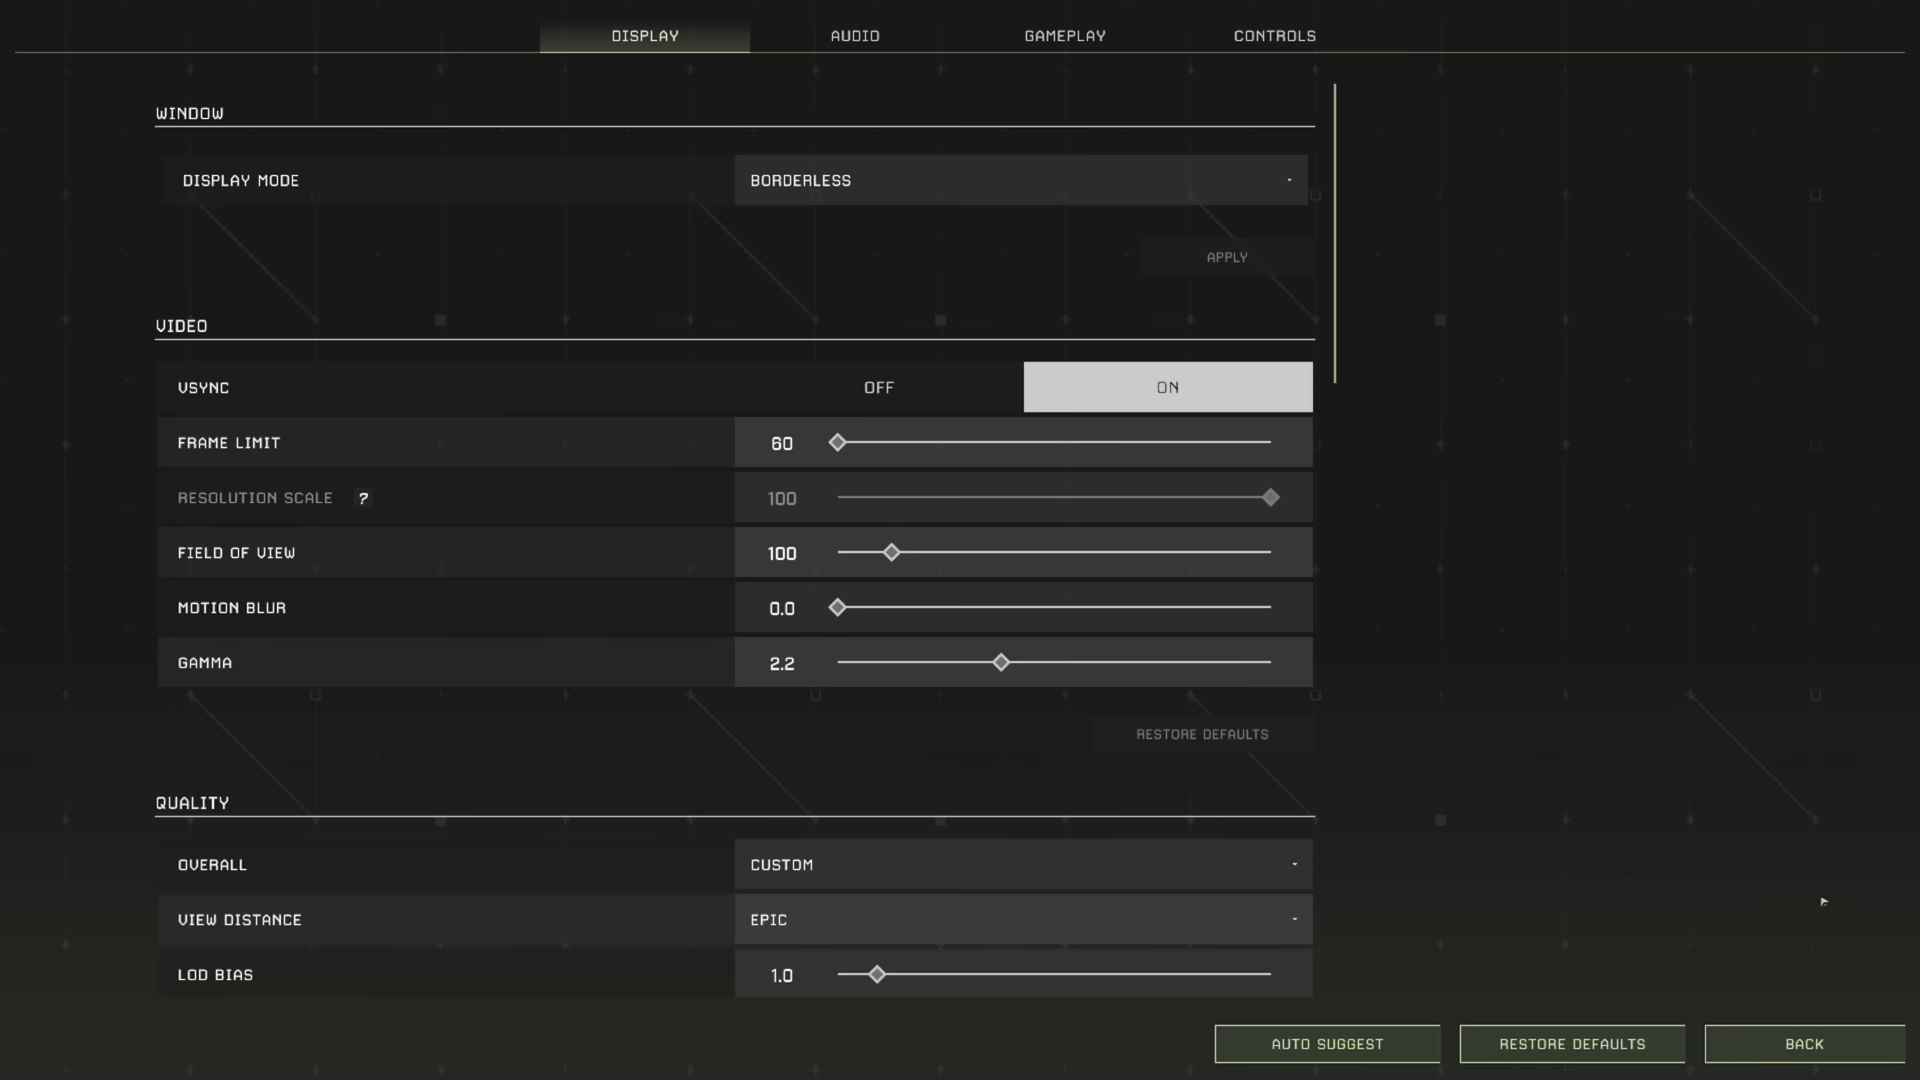 DISPLAY AUDIO GAMEPLAY CONTROLS
WINDOW
DISPLAY MODE BORDERLESS
APPLY
VIDEO
VSYNC OFF ON
FRAME LIMIT 60
RESOLUTION SCALE ? 100
FIELD OF VIEW 100
MOTION BLUR 0.0
GAMMA 2.2
RESTORE DEFAULTS
QUALITY
OVERALL CUSTOM
VIEW DISTANCE EPIC
LOD BIAS 1.0
AUTO SUGGEST RESTORE DEFAULTS BACK